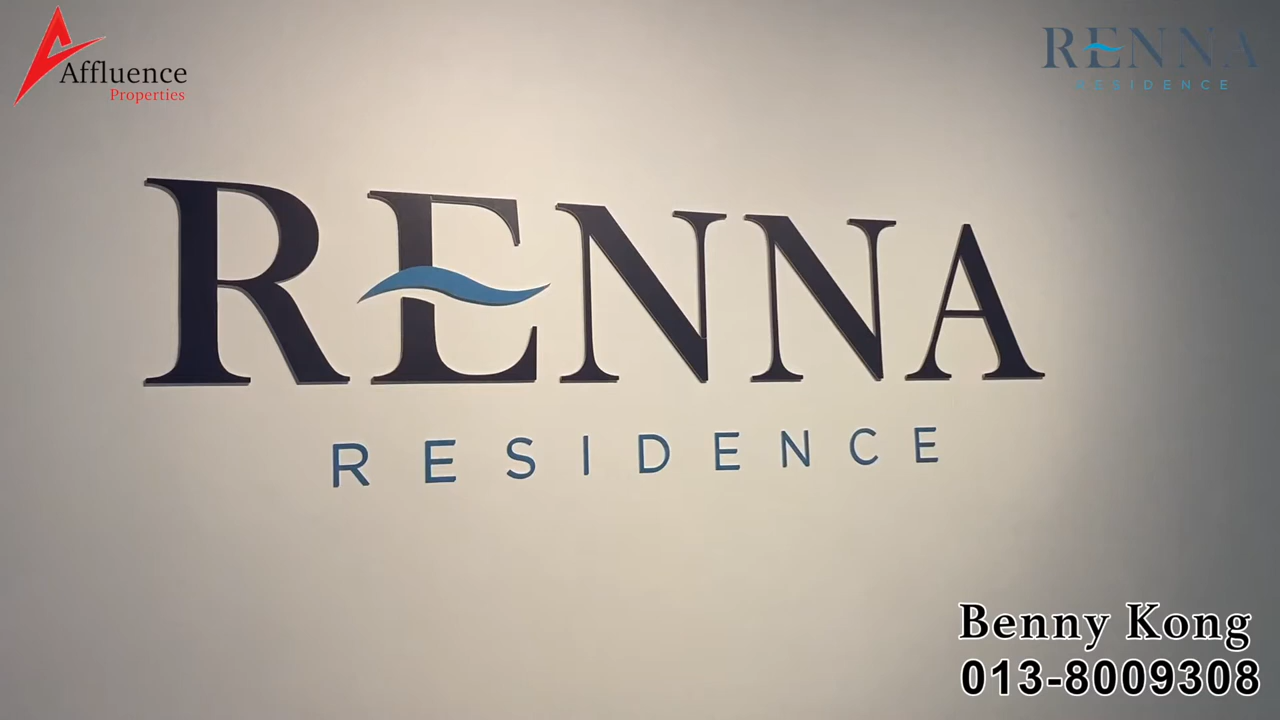 Affluence
Properties
RENNA
RESIDENCE
RENNA
RESIDENCE
Benny Kong
013-8009308